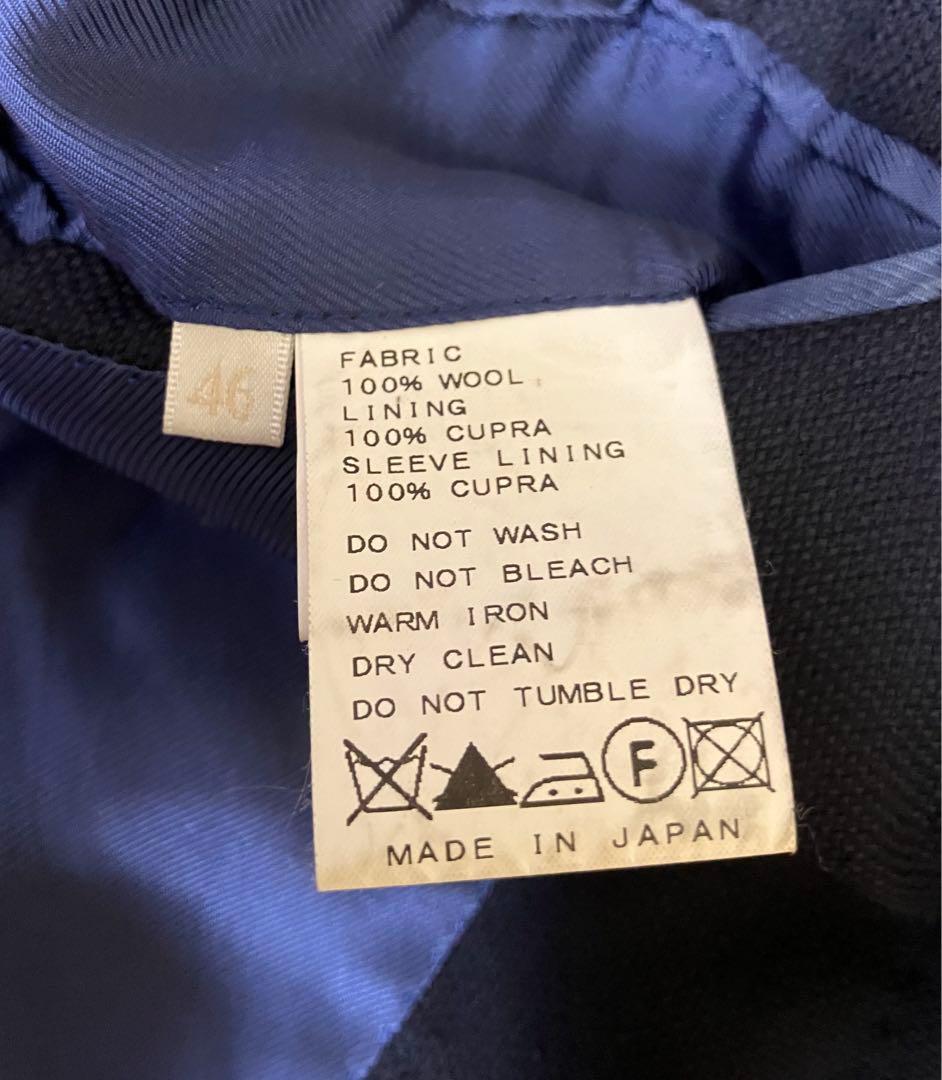 46
FABRIC
100% WOOL
LINING
100% CUPRA
SLEEVE LINING
100% CUPRA
DO NOT WASH
DO NOT BLEACH
WARM IRON
DRY CLEAN
DO NOT TUMBLE DRY
F
MADE IN JAPAN